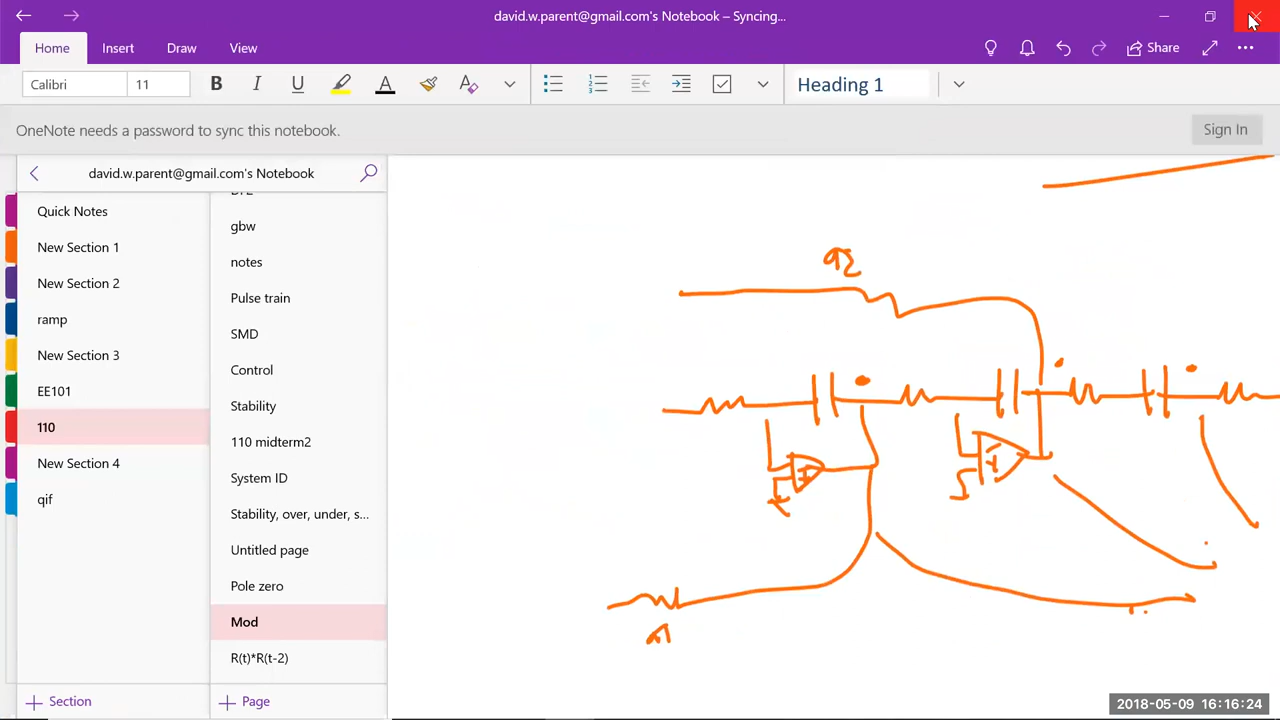 david.w.parent@gmail.com's Notebook – Syncing...
Home Insert Draw View
Share
Calibri 11 B I U A Heading 1
OneNote needs a password to sync this notebook.
Sign In
david.w.parent@gmail.com's Notebook
Quick Notes
New Section 1
New Section 2
ramp
New Section 3
EE101
110
New Section 4
qif
Section
gbw
notes
Pulse train
SMD
Control
Stability
110 midterm2
System ID
Stability, over, under, s...
Untitled page
Pole zero
Mod
R(t)*R(t-2)
Page
a2
2018-05-09 16:16:24